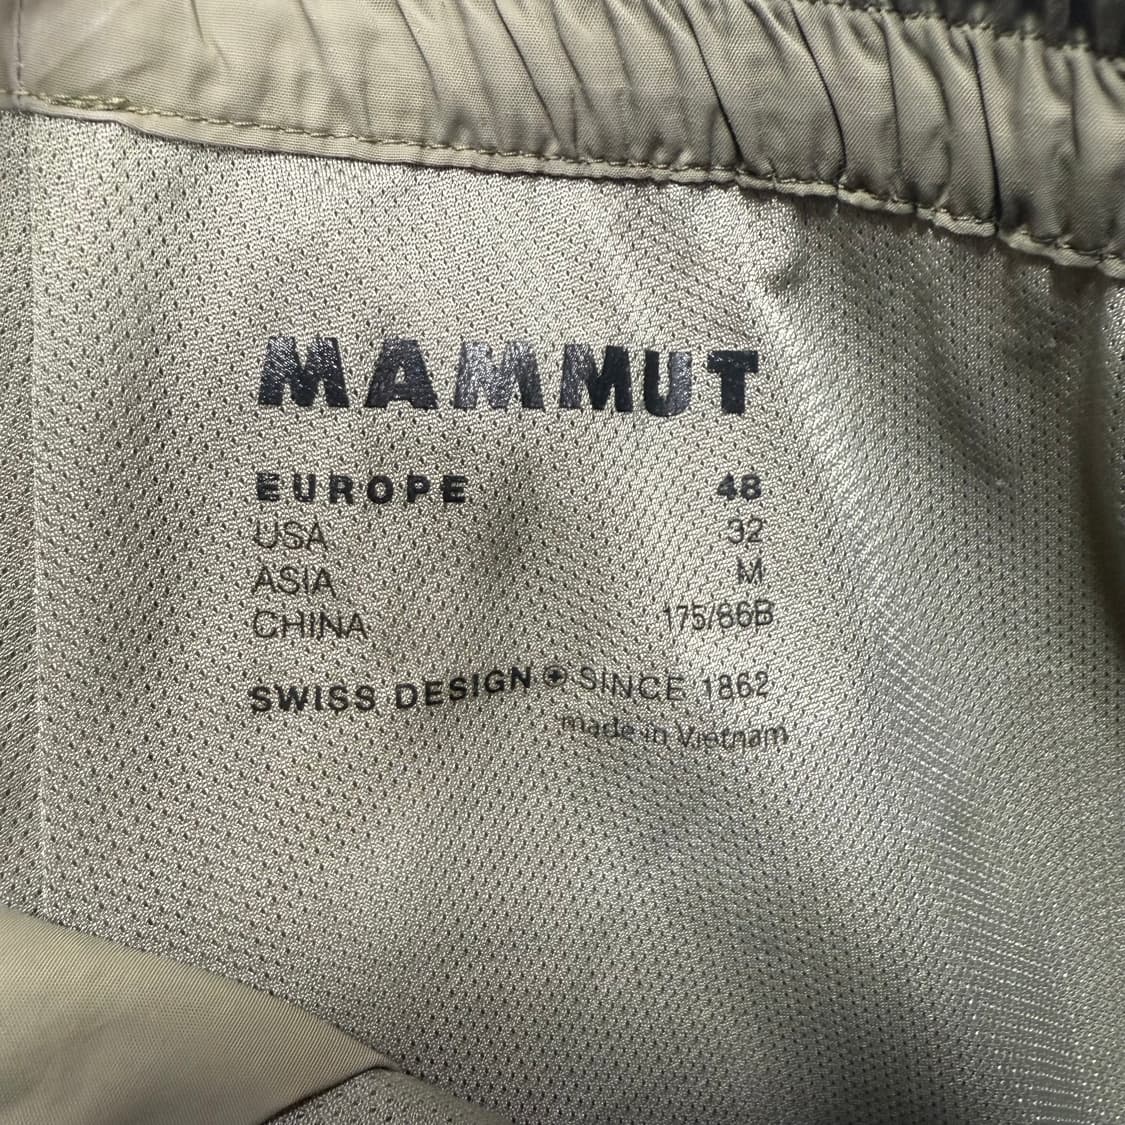 MAMMUT
EUROPE 48
USA 32
ASIA M
CHINA 175/86B
SWISS DESIGN SINCE 1862
made in Vietnam